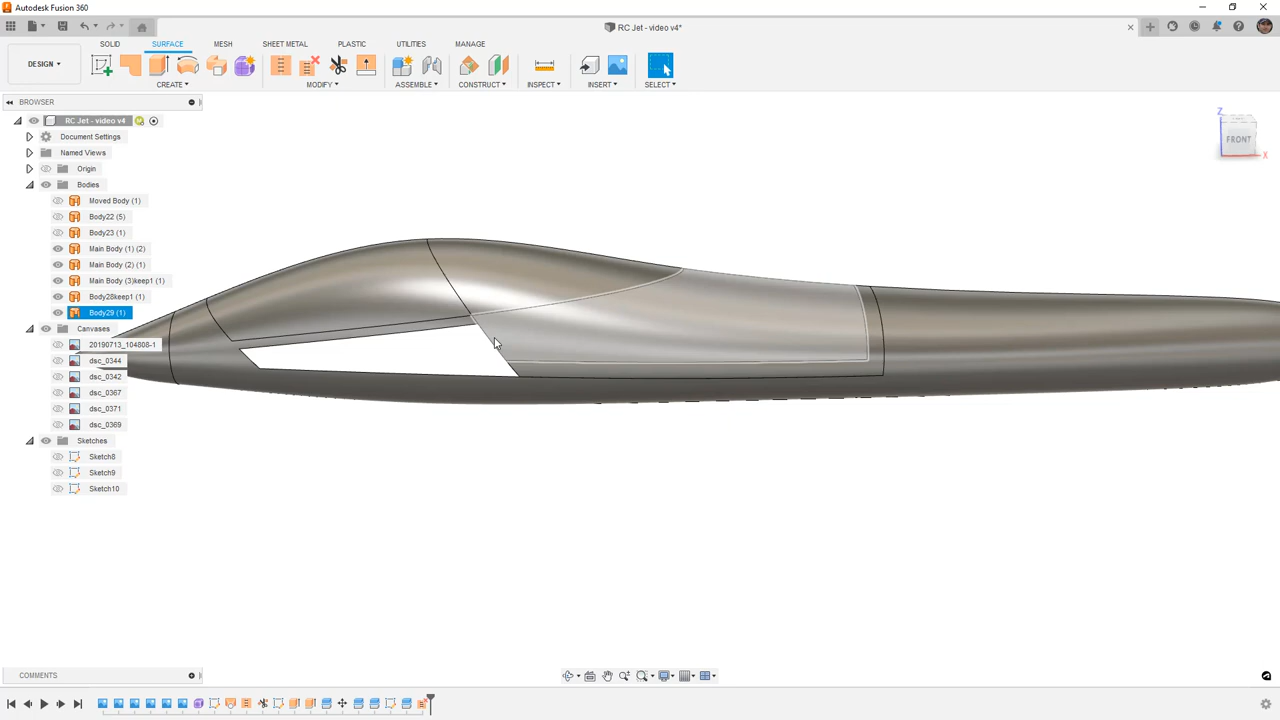 Autodesk Fusion 360
RC Jet - video v4*
SOLID SURFACE MESH SHEET METAL PLASTIC UTILITIES MANAGE
DESIGN
CREATE MODIFY ASSEMBLE CONSTRUCT INSPECT INSERT SELECT
BROWSER
RC Jet - video v4
Document Settings
Named Views
Origin
Bodies
Moved Body (1)
Body22 (5)
Body23 (1)
Main Body (1) (2)
Main Body (2) (1)
Main Body (3)keep1 (1)
Body28keep1 (1)
Body29 (1)
Canvases
20190713_104808-1
dsc_0344
dsc_0342
dsc_0367
dsc_0371
dsc_0369
Sketches
Sketch8
Sketch9
Sketch10
Z
FRONT
X
COMMENTS